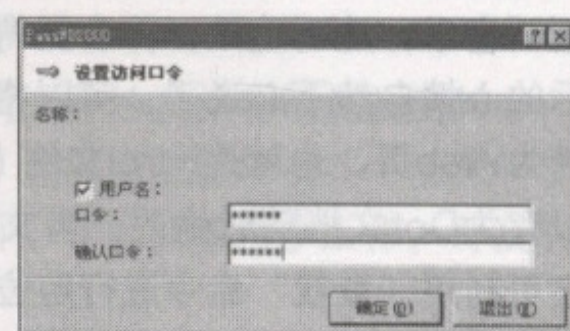 设置访问口令
名称：
用户名：
口令： ******
确认口令： ******
确定(O) 退出(X)